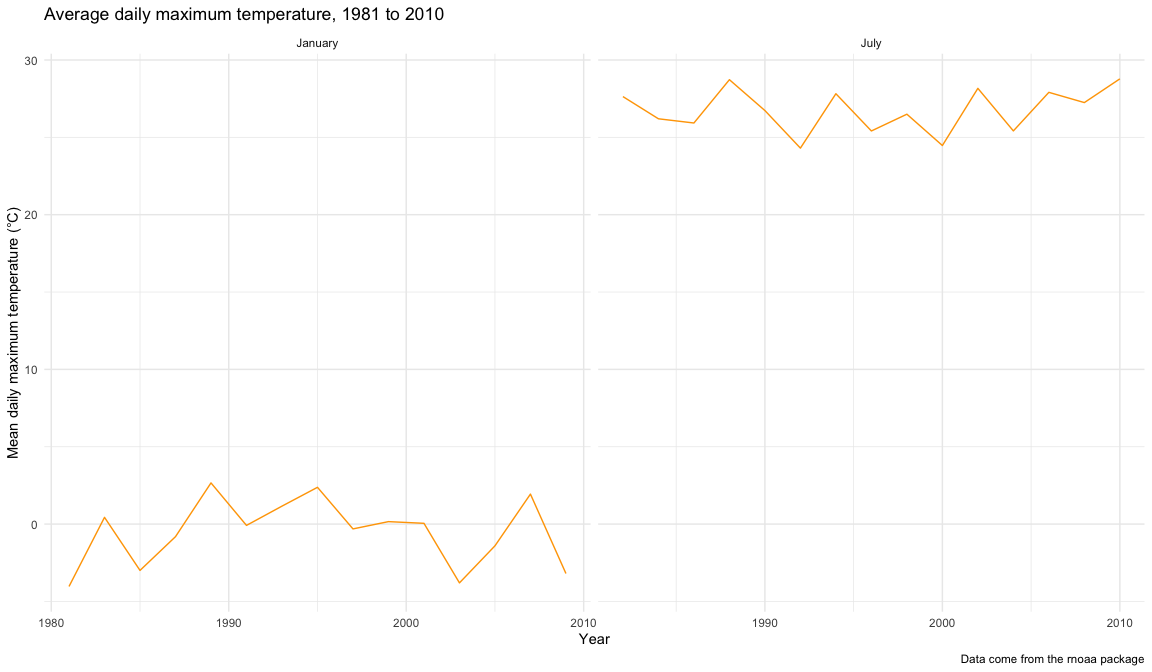 Average daily maximum temperature, 1981 to 2010
January
July
Mean daily maximum temperature (°C)
30
20
10
0
1980
1990
2000
2010
1990
2000
2010
Year
Data come from the rnoaa package